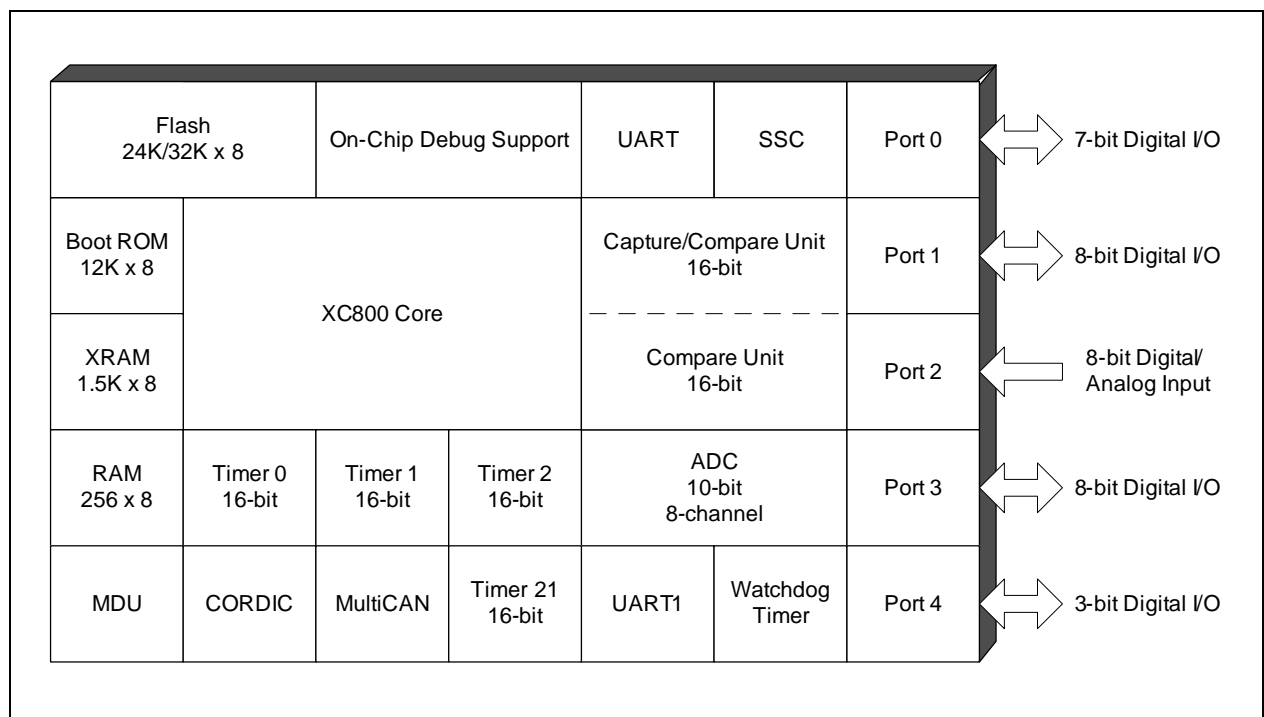 Flash
24K/32K x 8
On-Chip Debug Support
UART
SSC
Port 0
7-bit Digital I/O
Boot ROM
12K x 8
XC800 Core
Capture/Compare Unit
16-bit
Port 1
8-bit Digital I/O
XRAM
1.5K x 8
Compare Unit
16-bit
Port 2
8-bit Digital/
Analog Input
RAM
256 x 8
Timer 0
16-bit
Timer 1
16-bit
Timer 2
16-bit
ADC
10-bit
8-channel
Port 3
8-bit Digital I/O
MDU
CORDIC
MultiCAN
Timer 21
16-bit
UART1
Watchdog
Timer
Port 4
3-bit Digital I/O